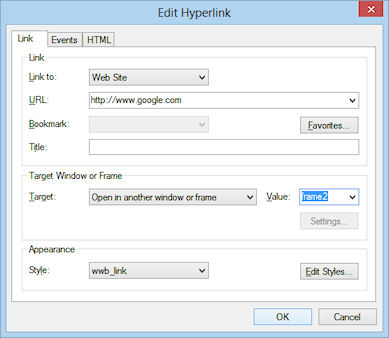 Edit Hyperlink
Link Events HTML
Link
Link to: Web Site
URL: http://www.google.com
Bookmark: Favorites...
Title:
Target Window or Frame
Target: Open in another window or frame Value: frame2
Settings...
Appearance
Style: wwb_link Edit Styles...
OK Cancel